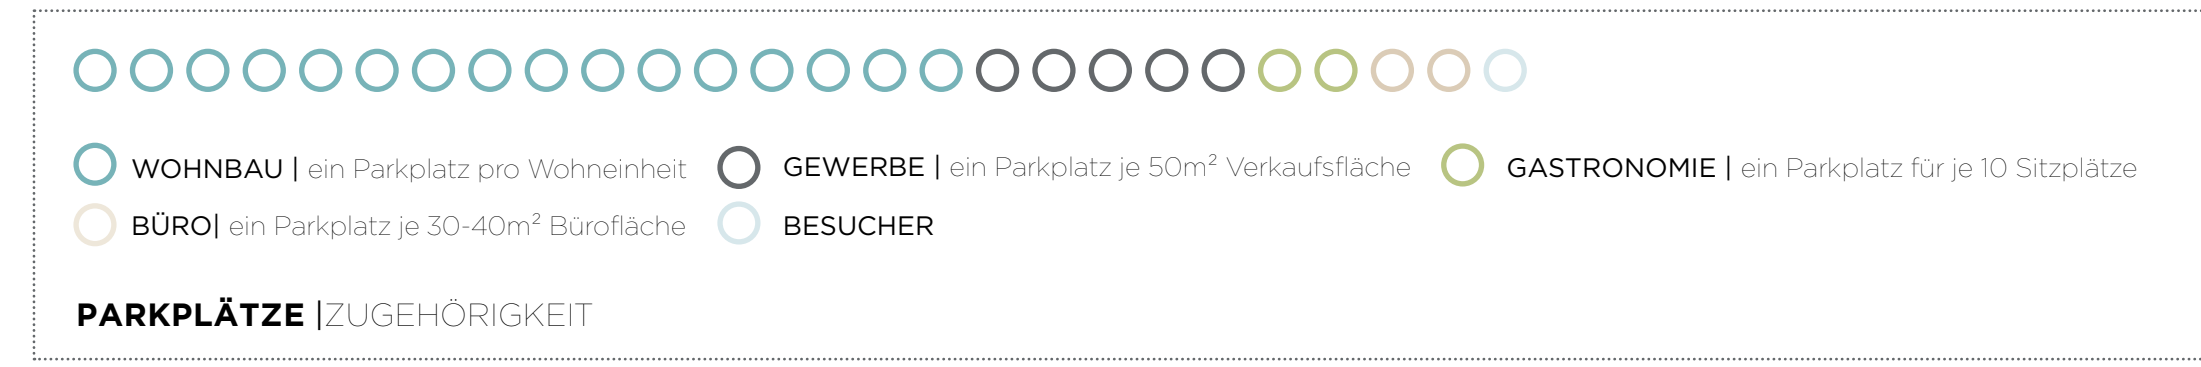 WOHNBAU | ein Parkplatz pro Wohneinheit GEWERBE | ein Parkplatz je 50m² Verkaufsfläche GASTRONOMIE | ein Parkplatz für je 10 Sitzplätze
BÜRO| ein Parkplatz je 30-40m² Bürofläche BESUCHER
PARKPLÄTZE |ZUGEHÖRIGKEIT